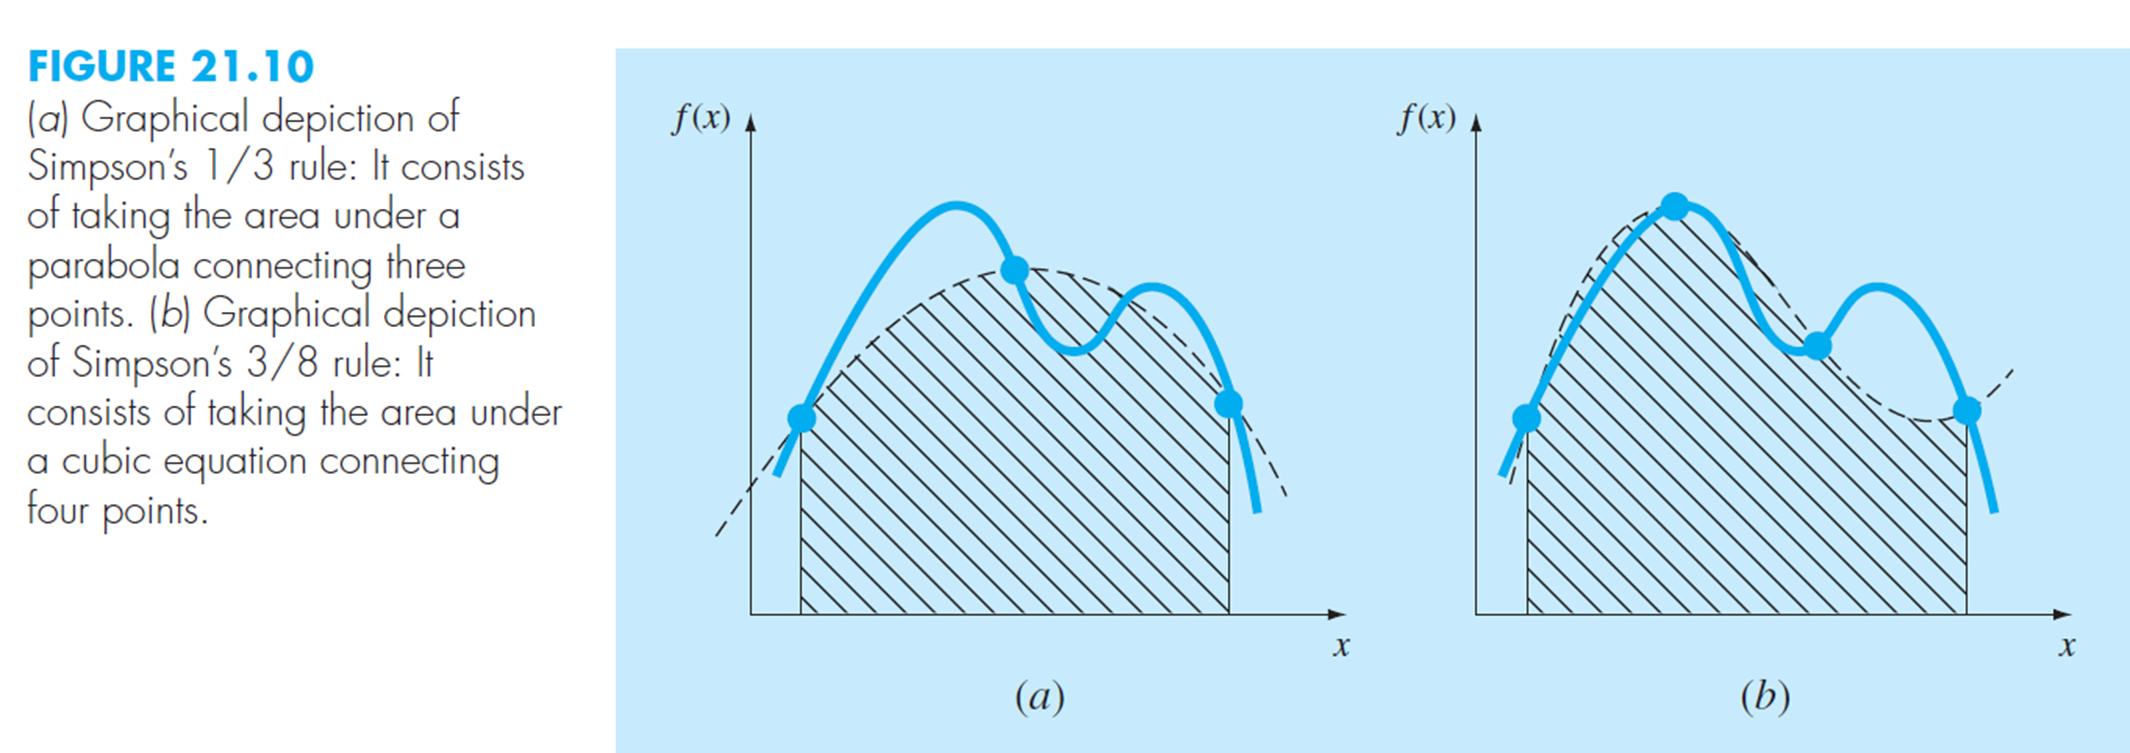 FIGURE 21.10
(a) Graphical depiction of
Simpson's 1/3 rule: It consists
of taking the area under a
parabola connecting three
points. (b) Graphical depiction
of Simpson's 3/8 rule: It
consists of taking the area under
a cubic equation connecting
four points.
f(x)
x
(a)
f(x)
x
(b)